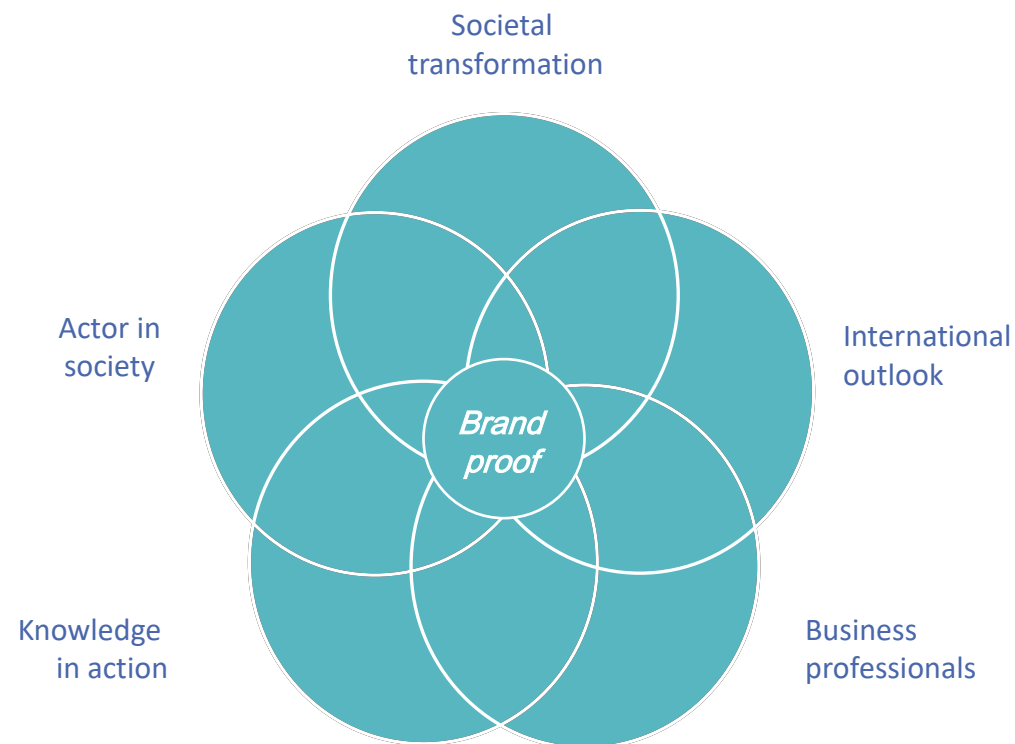 Societal
transformation
Actor in
society
International
outlook
Brand
proof
Knowledge
in action
Business
professionals